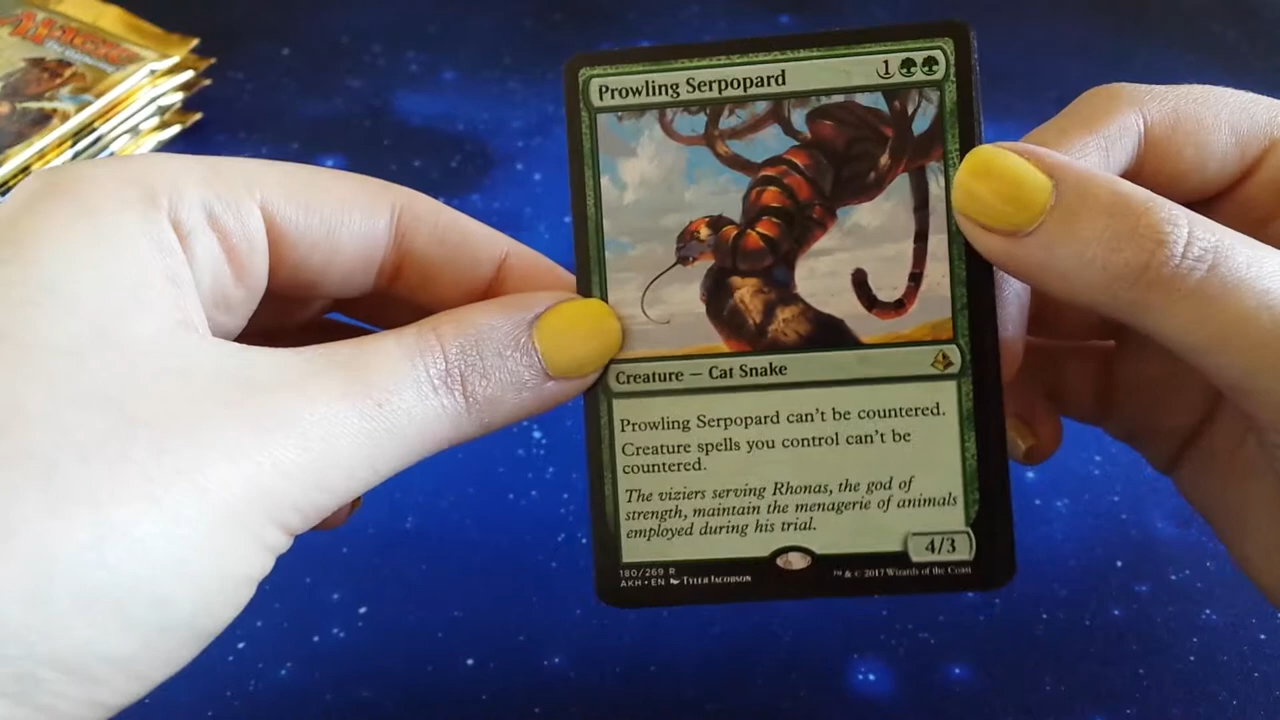 MAGIC
Prowling Serpopard 1
Creature — Cat Snake
Prowling Serpopard can't be countered.
Creature spells you control can't be
countered.
The viziers serving Rhonas, the god of
strength, maintain the menagerie of animals
employed during his trial.
4/3
180/269 R
AKH • EN TYLER JACOBSON
™ & © 2017 Wizards of the Coast